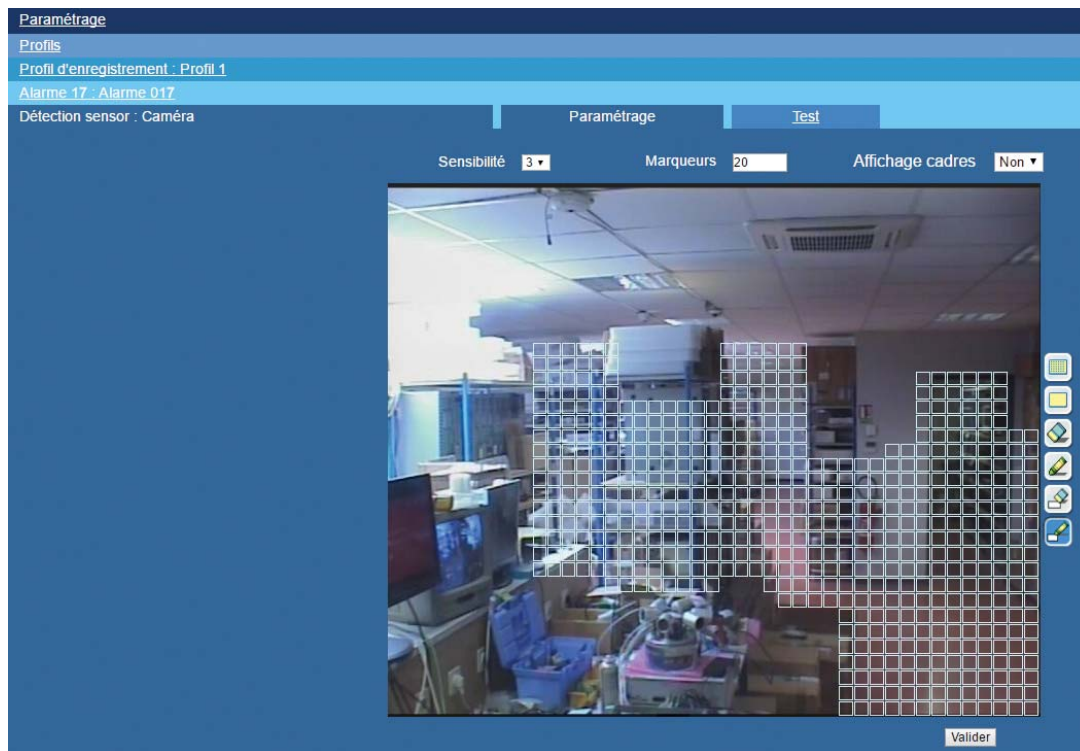 Paramétrage
Profils
Profil d'enregistrement : Profil 1
Alarme 17 : Alarme 017
Détection sensor : Caméra Paramétrage Test
Sensibilité 3 Marqueurs 20 Affichage cadres Non
Valider